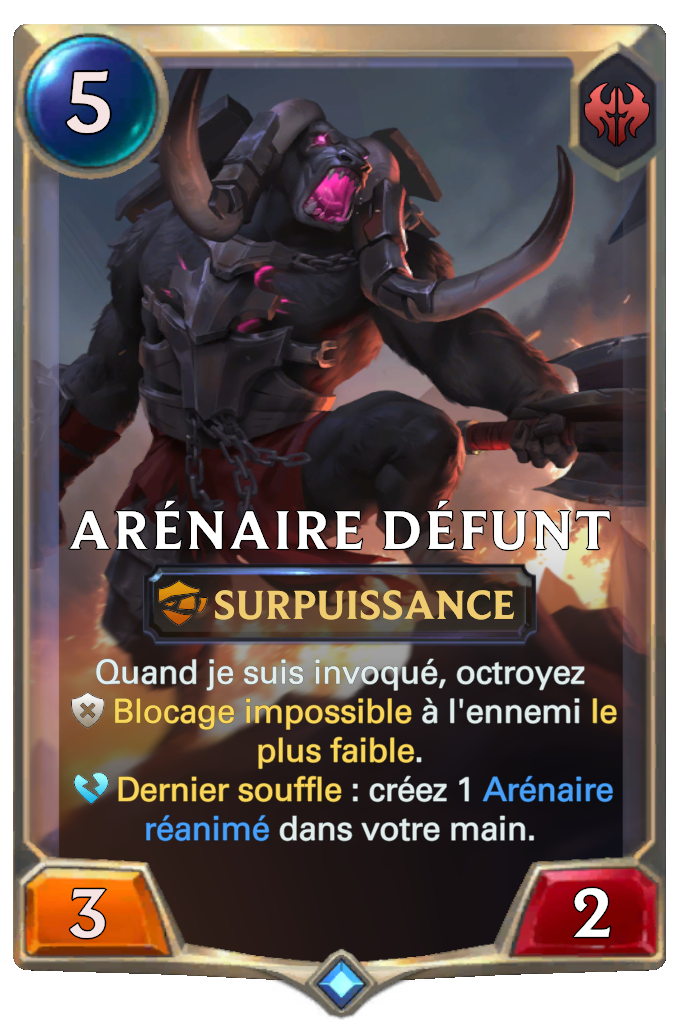 5
ARÉNAIRE DÉFUNT
SURPUISSANCE
Quand je suis invoqué, octroyez
Blocage impossible à l'ennemi le
plus faible.
Dernier souffle : créez 1 Arénaire
réanimé dans votre main.
3
2